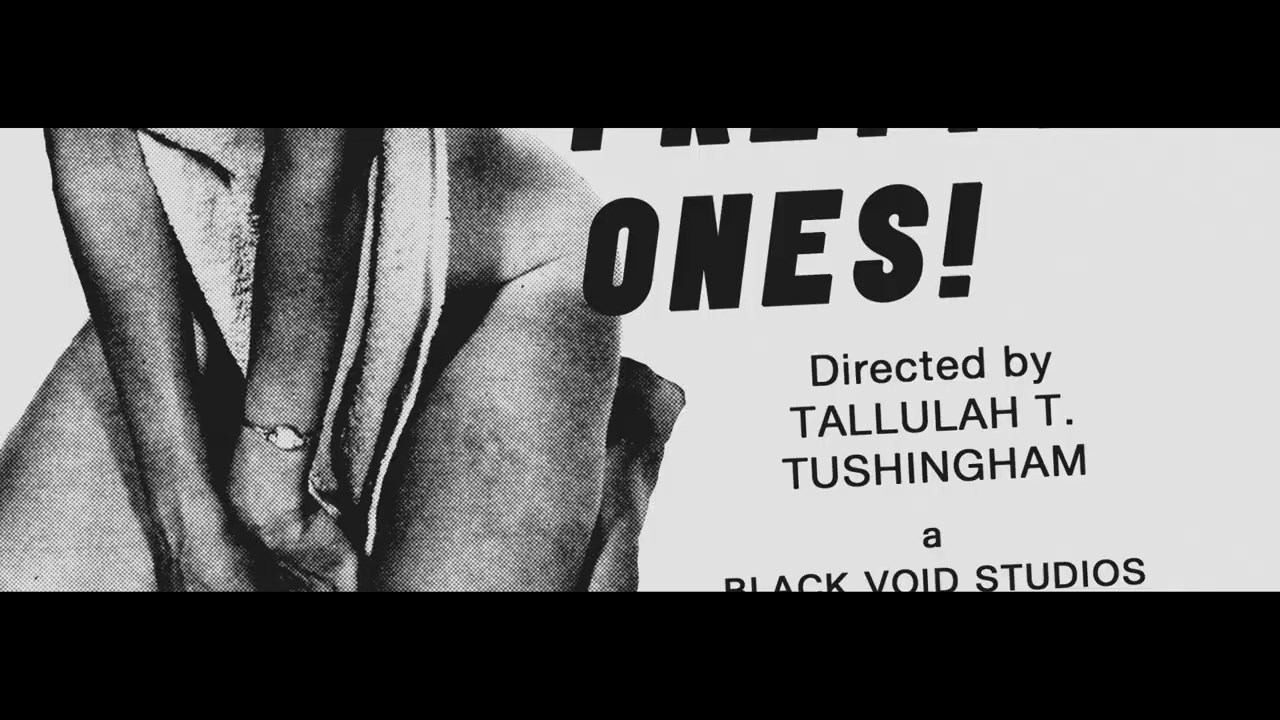 ONES!
Directed by
TALLULAH T.
TUSHINGHAM
a
BLACK VOID STUDIOS